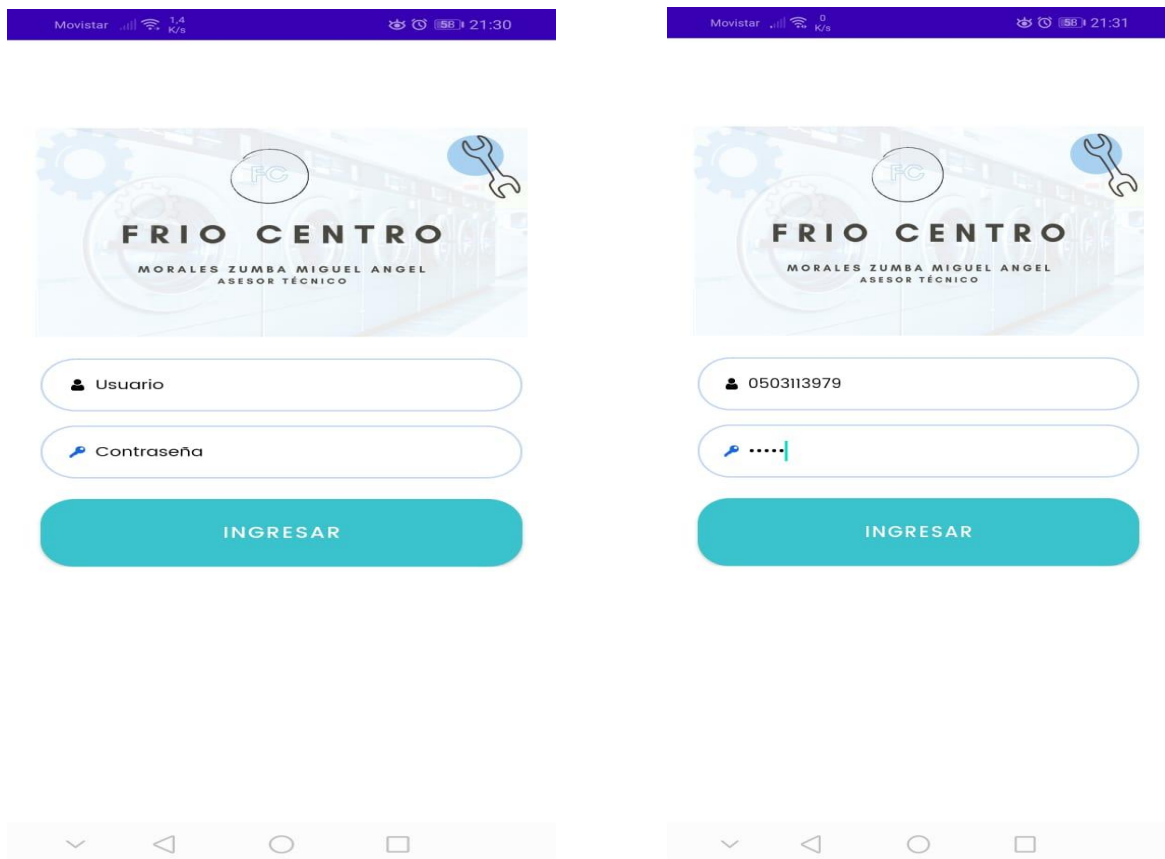 Movistar 1,4 K/s 58 21:30
FC
FRIO CENTRO
MORALES ZUMBA MIGUEL ANGEL
ASESOR TÉCNICO
Usuario
Contraseña
INGRESAR
Movistar 0 K/s 58 21:31
FC
FRIO CENTRO
MORALES ZUMBA MIGUEL ANGEL
ASESOR TÉCNICO
0503113979
•••••
INGRESAR